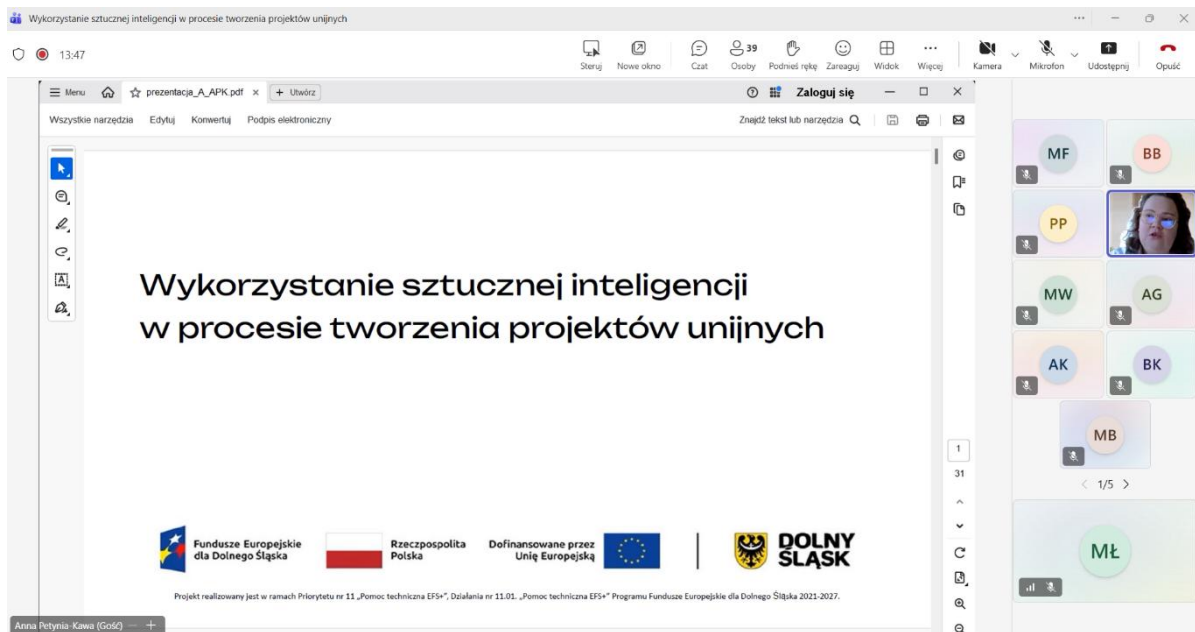 Wykorzystanie sztucznej inteligencji w procesie tworzenia projektów unijnych
13:47
Steruj
Nowe okno
Czat
39
Osoby
Podnieś rękę
Zareaguj
Widok
Więcej
Kamera
Mikrofon
Udostępnij
Opuść
Menu
prezentacja_A_APK.pdf
+ Utwórz
Zaloguj się
Wszystkie narzędzia Edytuj Konwertuj Podpis elektroniczny
Znajdź tekst lub narzędzia
Wykorzystanie sztucznej inteligencji
w procesie tworzenia projektów unijnych
Fundusze Europejskie
dla Dolnego Śląska
Rzeczpospolita
Polska
Dofinansowane przez
Unię Europejską
DOLNY
ŚLĄSK
Projekt realizowany jest w ramach Priorytetu nr 11 „Pomoc techniczna EFS+”, Działania nr 11.01. „Pomoc techniczna EFS+” Programu Fundusze Europejskie dla Dolnego Śląska 2021-2027.
1
31
MF
BB
PP
MW
AG
AK
BK
MB
1/5
MŁ
Anna Petynia-Kawa (Gość)